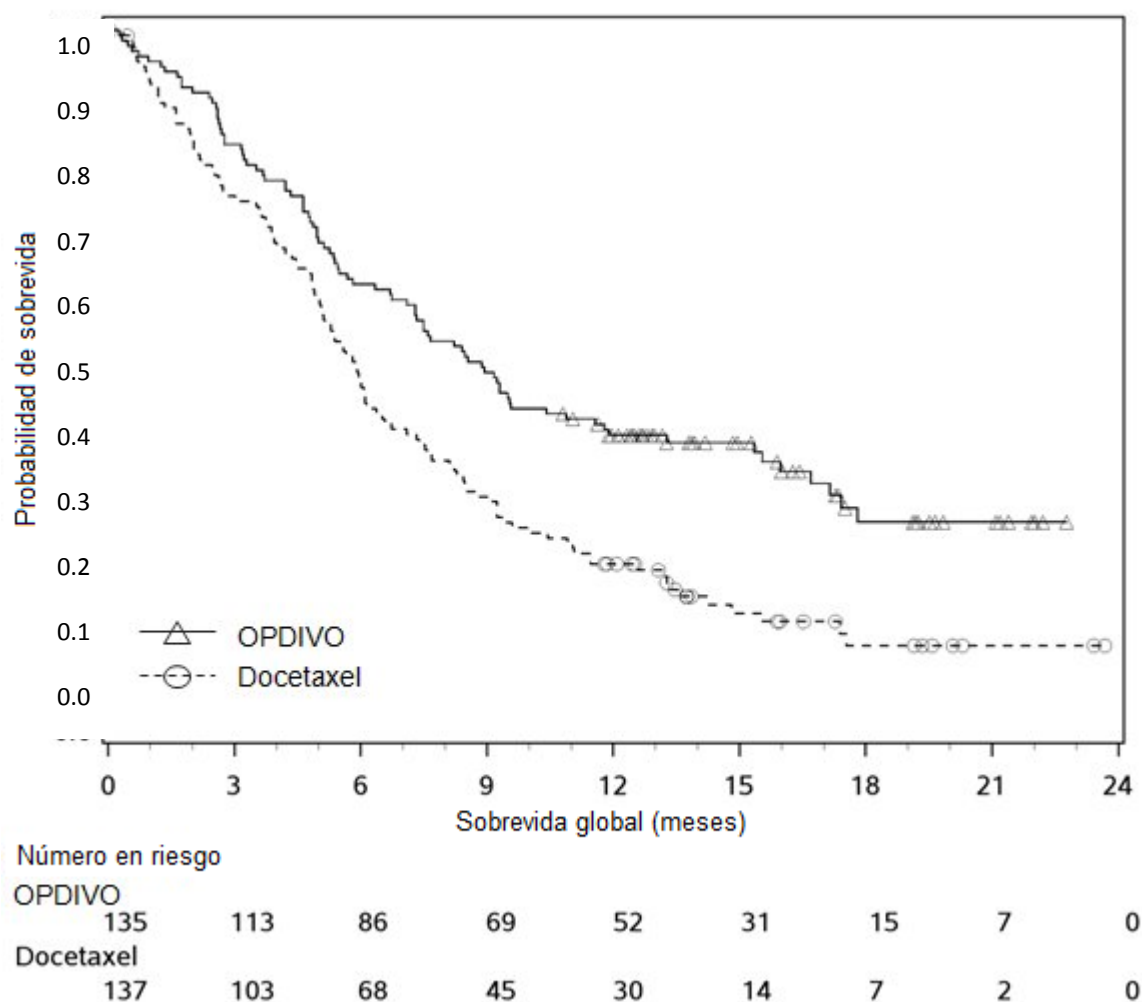 1.0
0.9
0.8
0.7
0.6
0.5
0.4
0.3
0.2
0.1
0.0
Probabilidad de sobrevida
OPDIVO
Docetaxel
0 3 6 9 12 15 18 21 24
Sobrevida global (meses)
Número en riesgo
OPDIVO
135 113 86 69 52 31 15 7 0
Docetaxel
137 103 68 45 30 14 7 2 0